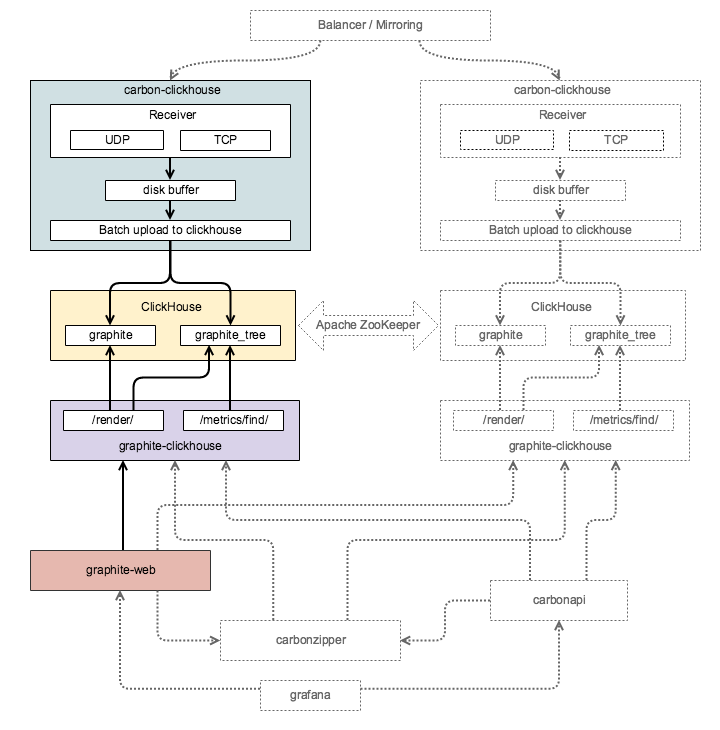 Balancer / Mirroring
carbon-clickhouse
Receiver
UDP
TCP
disk buffer
Batch upload to clickhouse
carbon-clickhouse
Receiver
UDP
TCP
disk buffer
Batch upload to clickhouse
ClickHouse
graphite
graphite_tree
Apache ZooKeeper
ClickHouse
graphite
graphite_tree
/render/
/metrics/find/
graphite-clickhouse
/render/
/metrics/find/
graphite-clickhouse
graphite-web
carbonapi
carbonzipper
grafana